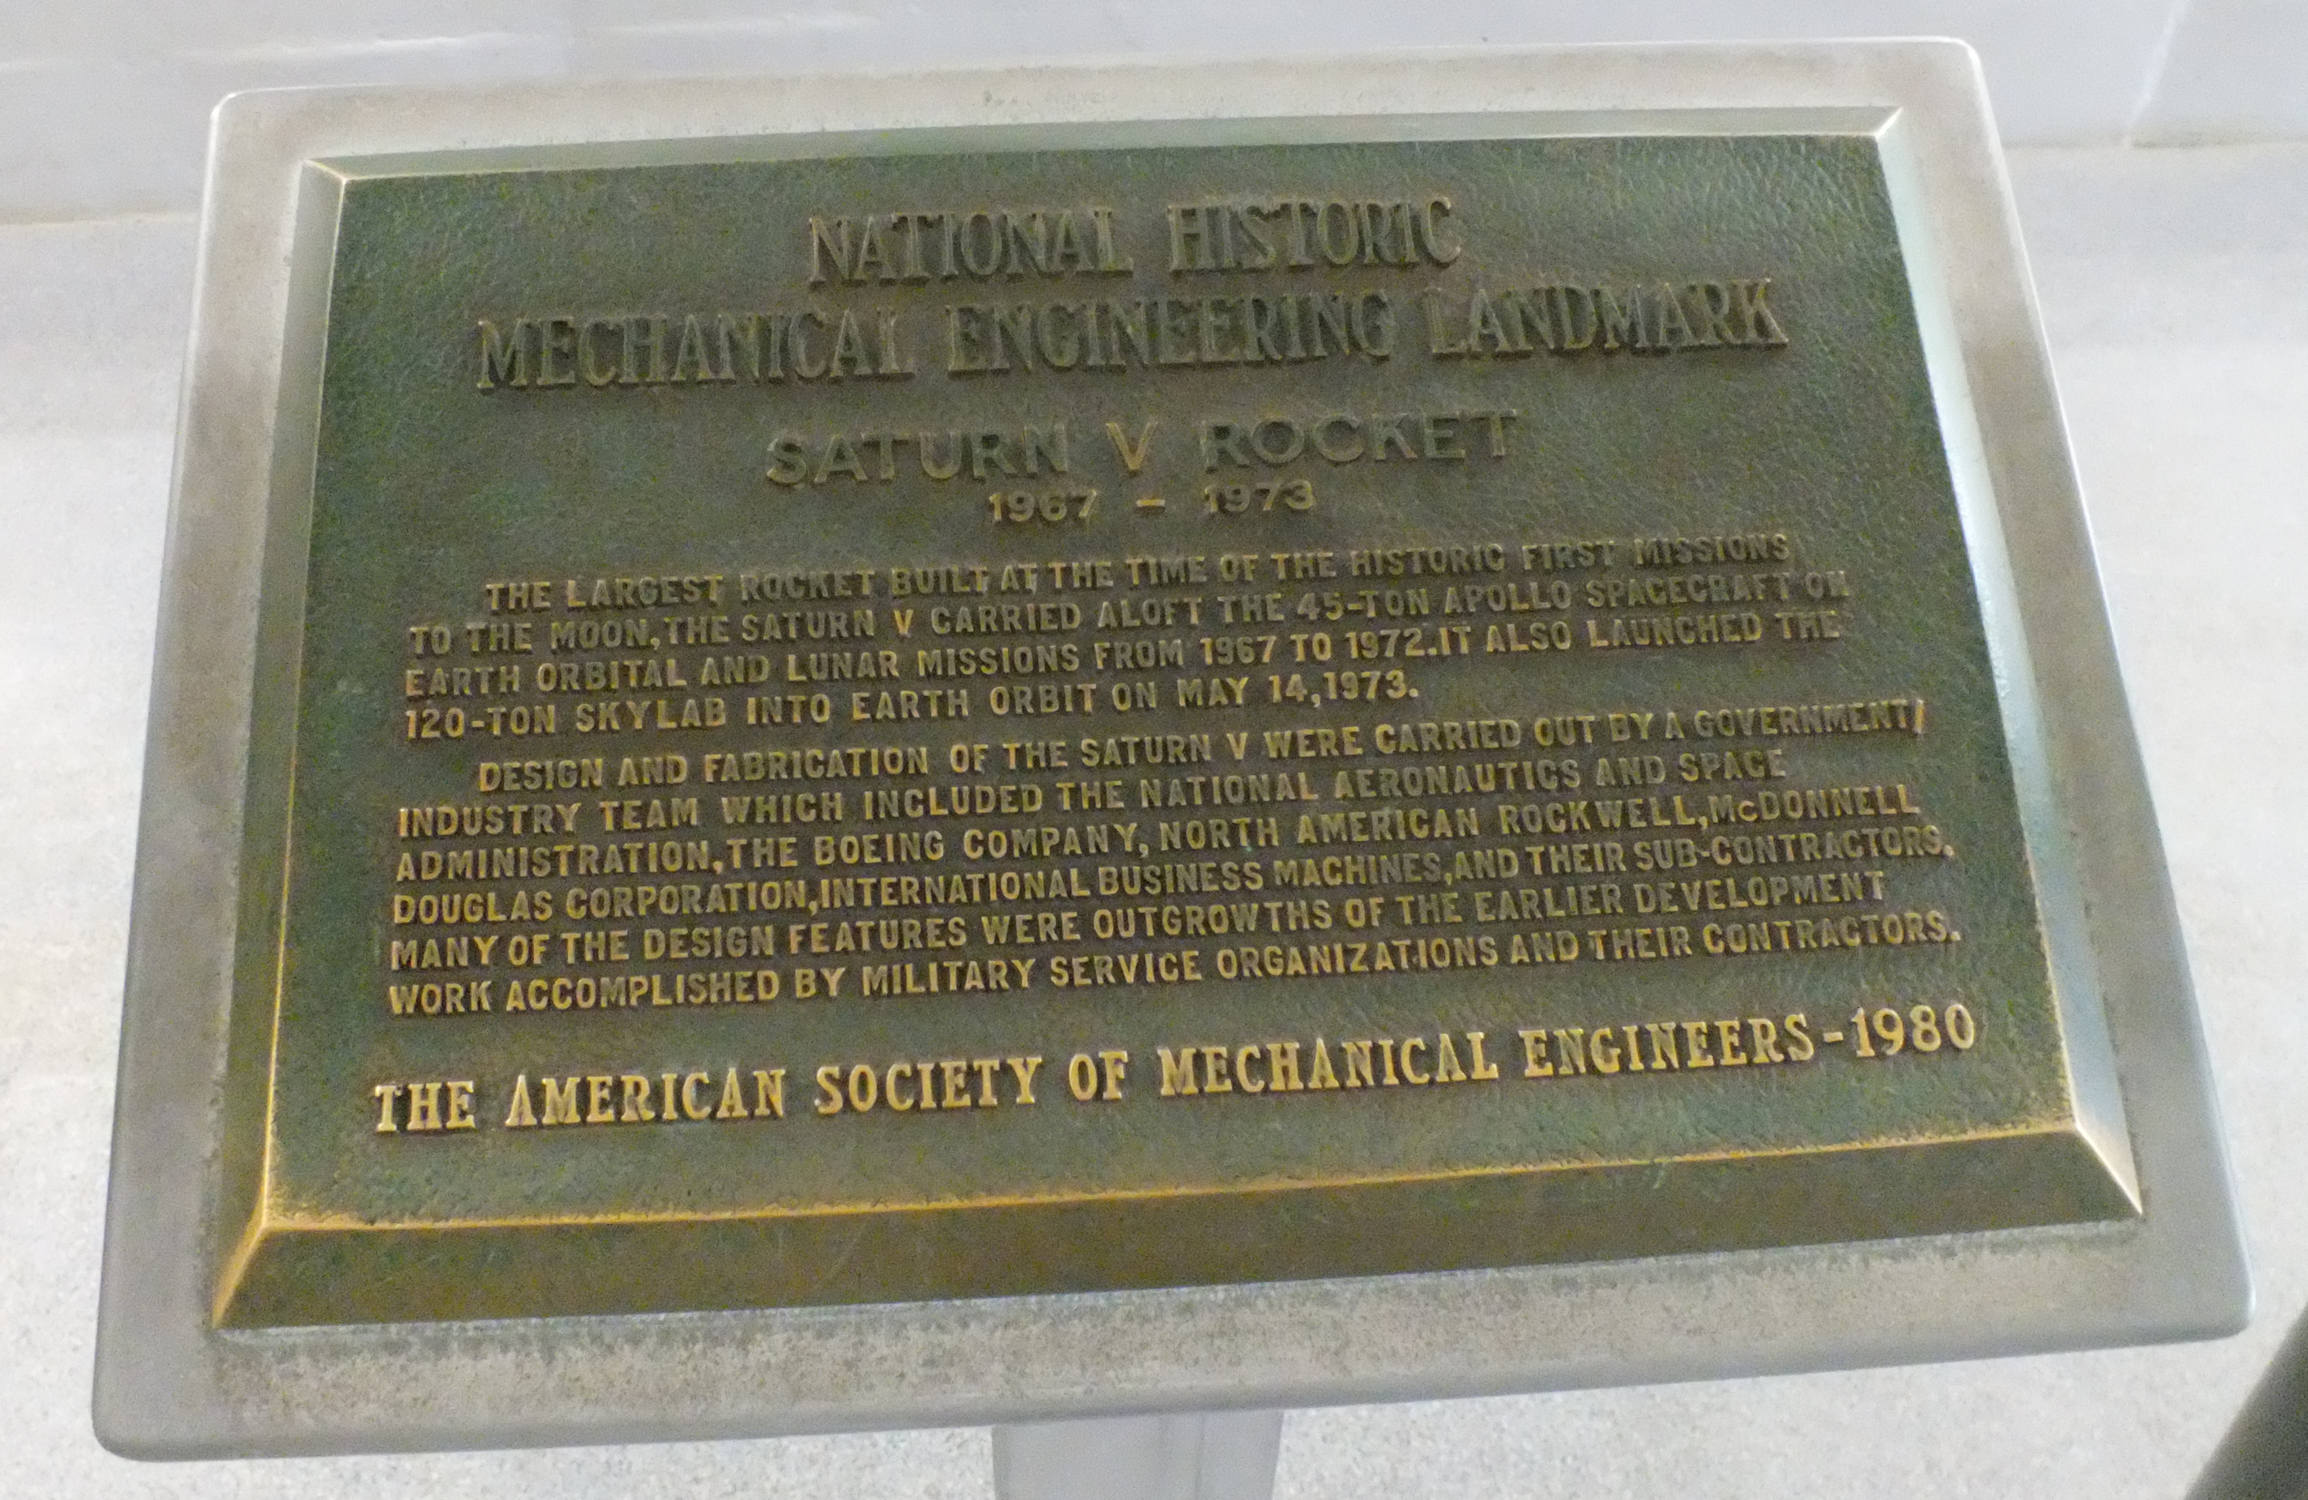 NATIONAL HISTORIC
MECHANICAL ENGINEERING LANDMARK
SATURN V ROCKET
1967 - 1973
THE LARGEST ROCKET BUILT AT THE TIME OF THE HISTORIC FIRST MISSIONS
TO THE MOON, THE SATURN V CARRIED ALOFT THE 45-TON APOLLO SPACECRAFT ON
EARTH ORBITAL AND LUNAR MISSIONS FROM 1967 TO 1972. IT ALSO LAUNCHED THE
120-TON SKYLAB INTO EARTH ORBIT ON MAY 14, 1973.
DESIGN AND FABRICATION OF THE SATURN V WERE CARRIED OUT BY A GOVERNMENT/
INDUSTRY TEAM WHICH INCLUDED THE NATIONAL AERONAUTICS AND SPACE
ADMINISTRATION, THE BOEING COMPANY, NORTH AMERICAN ROCKWELL, McDONNELL
DOUGLAS CORPORATION, INTERNATIONAL BUSINESS MACHINES, AND THEIR SUB-CONTRACTORS.
MANY OF THE DESIGN FEATURES WERE OUTGROWTHS OF THE EARLIER DEVELOPMENT
WORK ACCOMPLISHED BY MILITARY SERVICE ORGANIZATIONS AND THEIR CONTRACTORS.
THE AMERICAN SOCIETY OF MECHANICAL ENGINEERS-1980